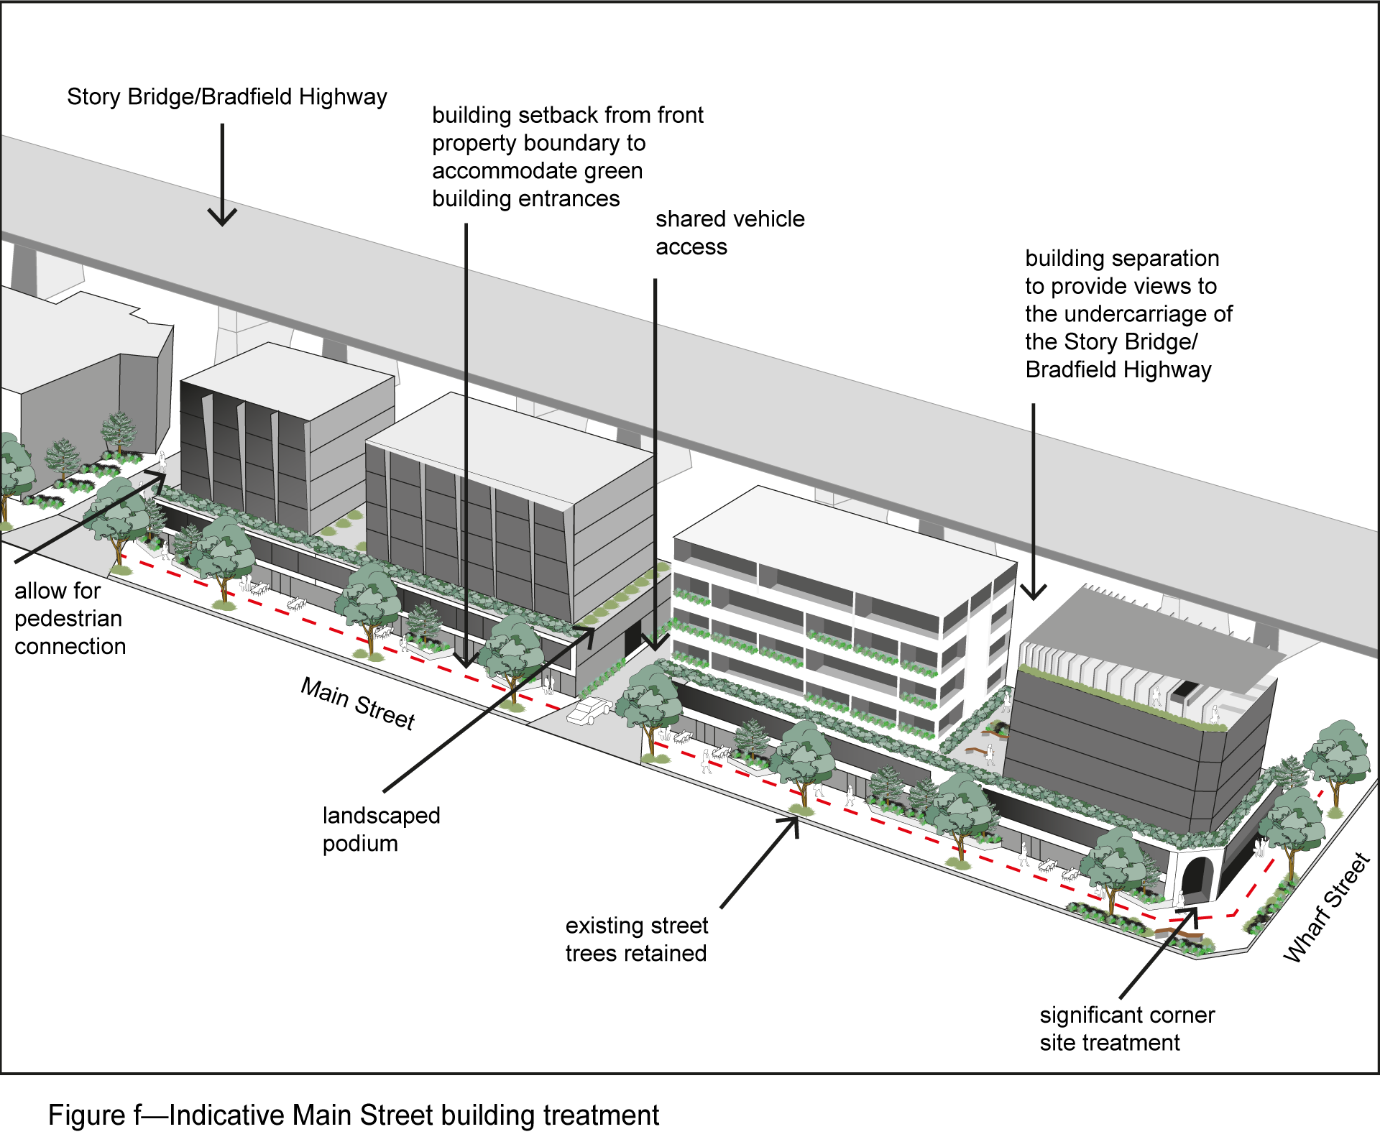 Story Bridge/Bradfield Highway
building setback from front
property boundary to
accommodate green
building entrances
shared vehicle
access
building separation
to provide views to
the undercarriage of
the Story Bridge/
Bradfield Highway
allow for
pedestrian
connection
Main Street
landscaped
podium
existing street
trees retained
Wharf Street
significant corner
site treatment
Figure f—Indicative Main Street building treatment